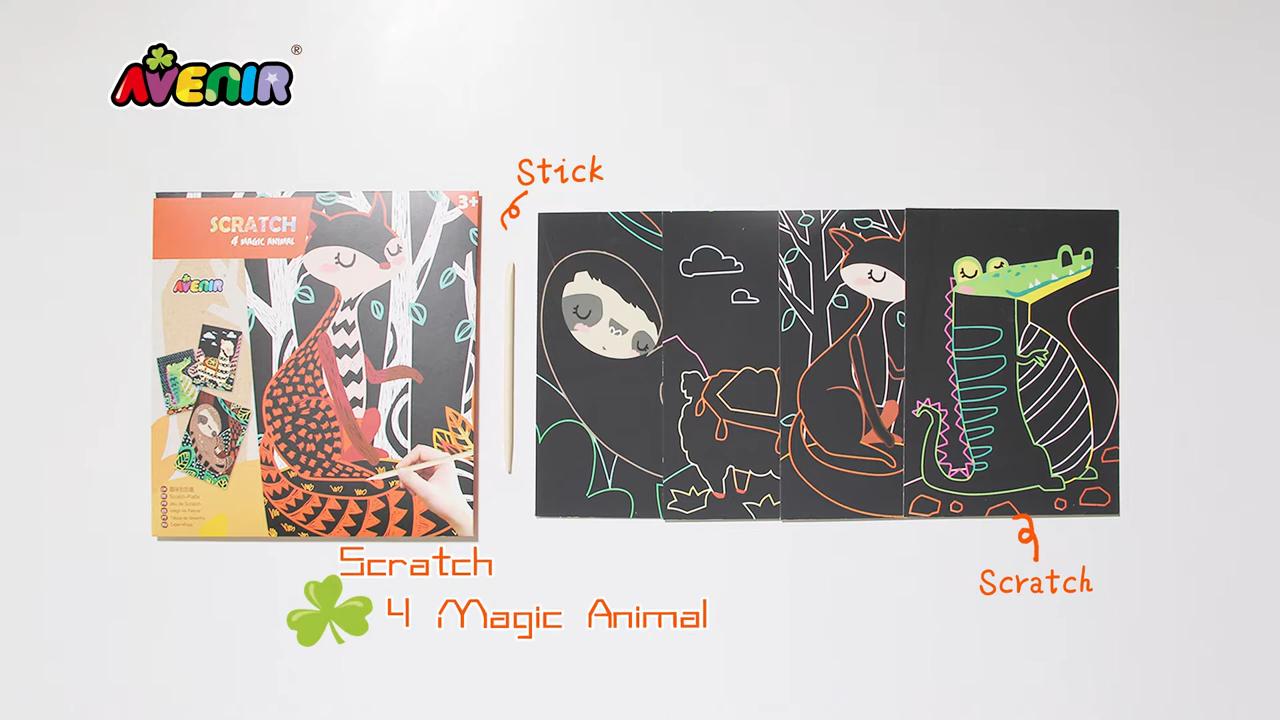 AVENIR ®
Stick
SCRATCH
3+
4 MAGIC ANIMAL
AVENIR
Scratch
4 Magic Animal
Scratch